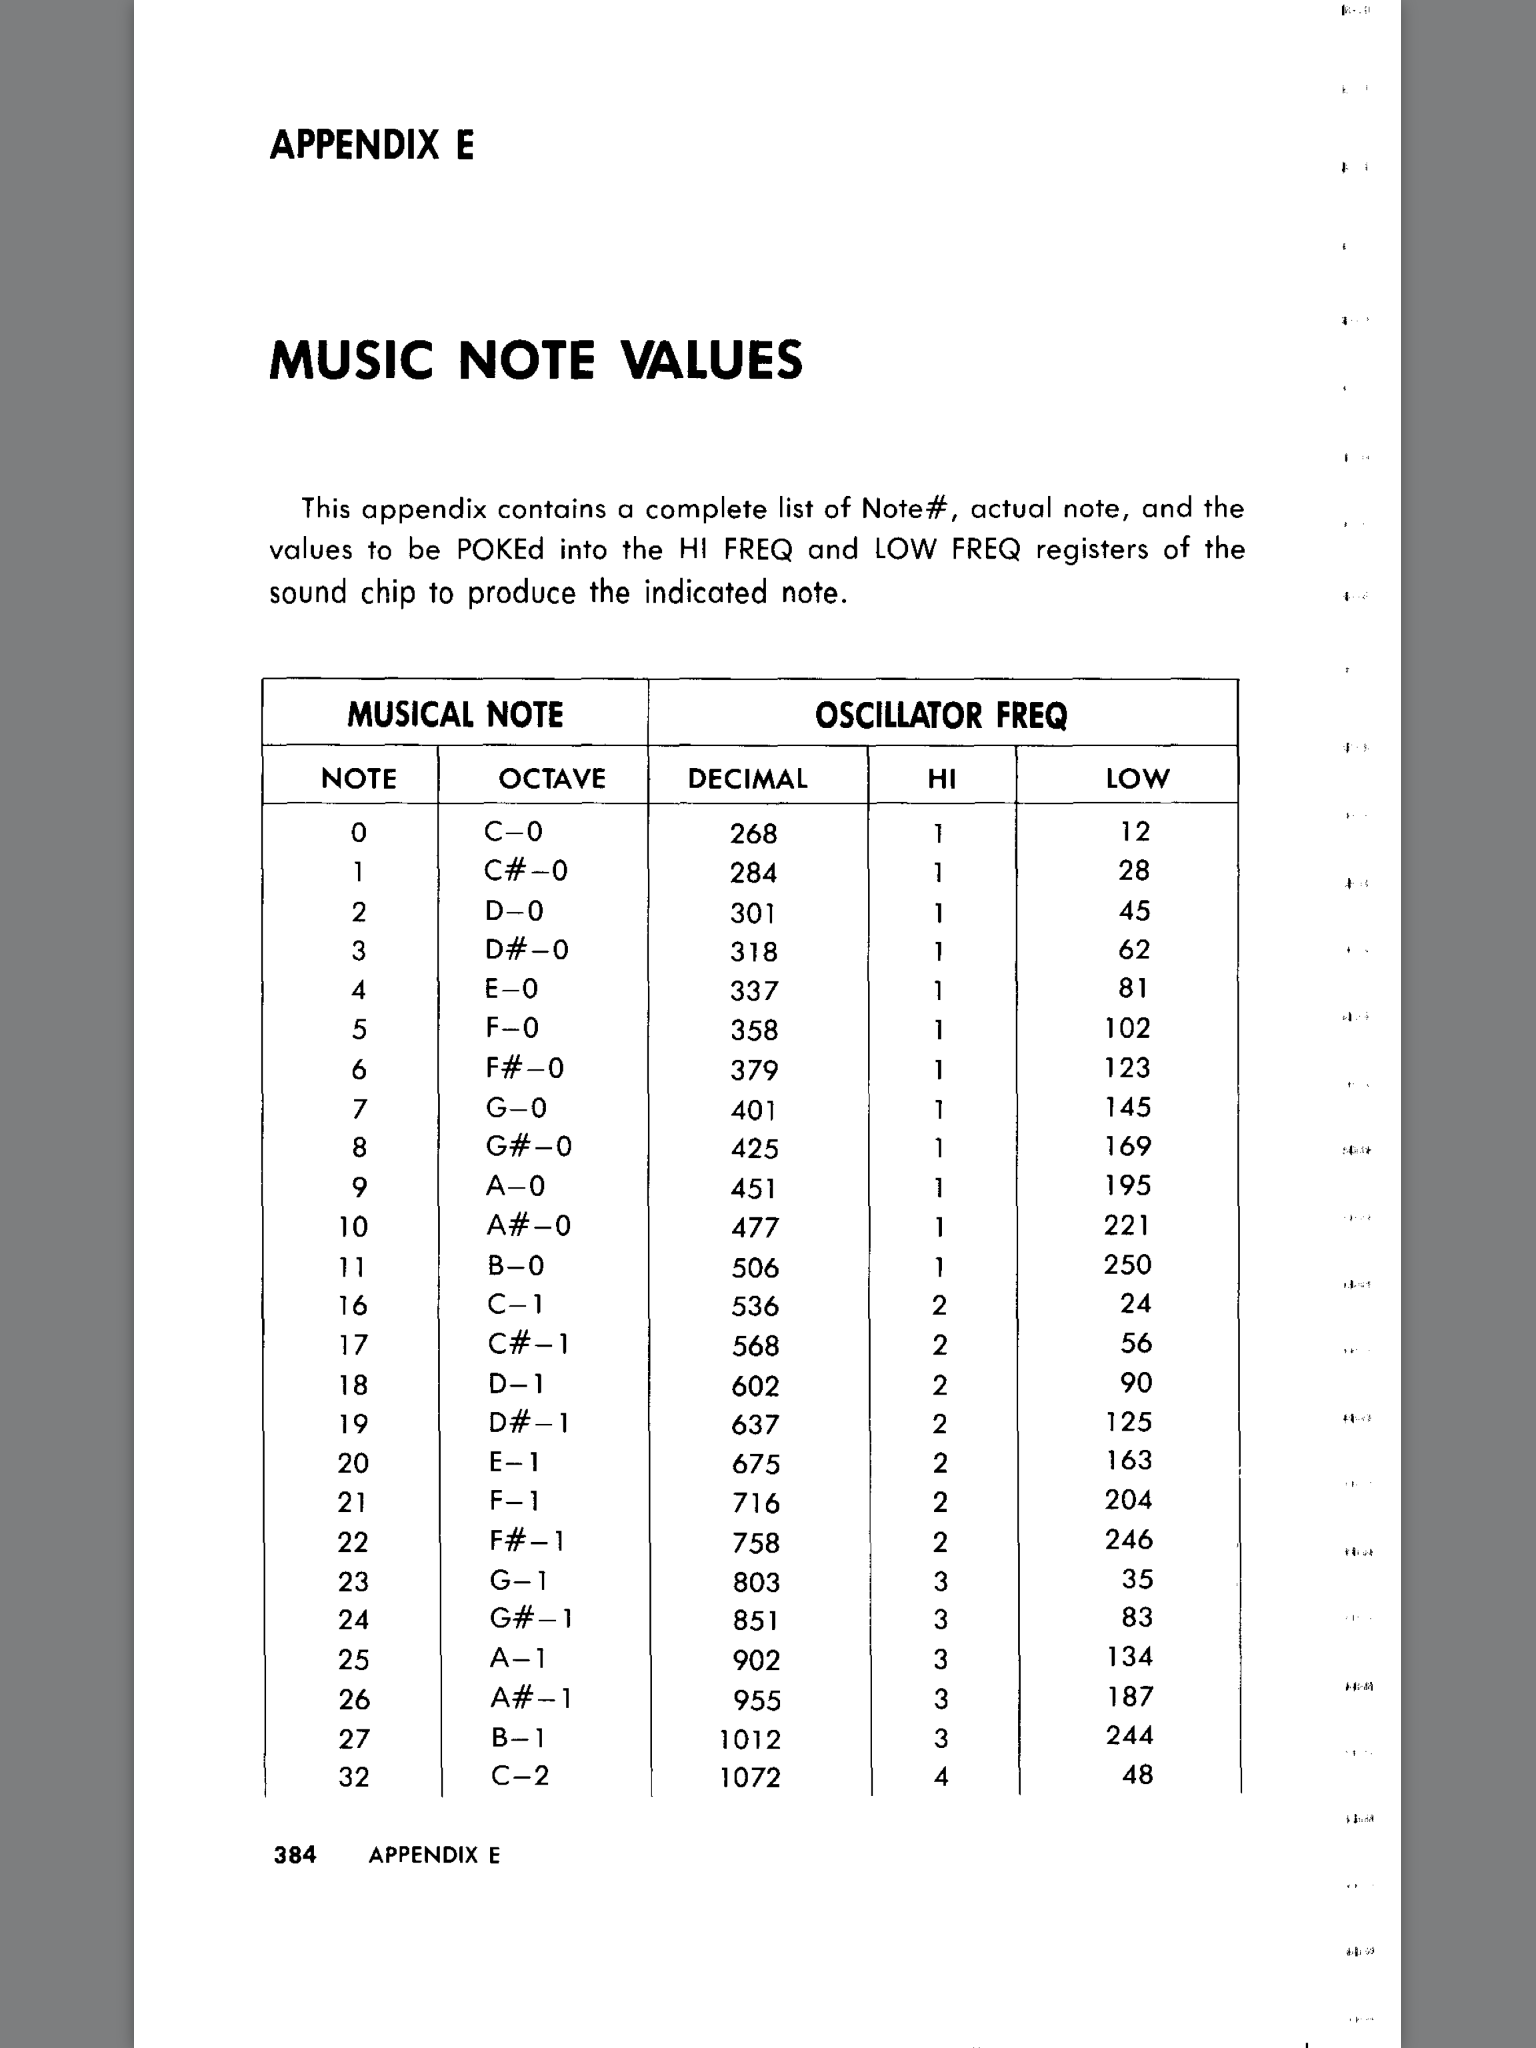 APPENDIX E
MUSIC NOTE VALUES
This appendix contains a complete list of Note#, actual note, and the
values to be POKEd into the HI FREQ and LOW FREQ registers of the
sound chip to produce the indicated note.
MUSICAL NOTE OSCILLATOR FREQ
NOTE OCTAVE DECIMAL HI LOW
0 C–0 268 1 12
1 C#–0 284 1 28
2 D–0 301 1 45
3 D#–0 318 1 62
4 E–0 337 1 81
5 F–0 358 1 102
6 F#–0 379 1 123
7 G–0 401 1 145
8 G#–0 425 1 169
9 A–0 451 1 195
10 A#–0 477 1 221
11 B–0 506 1 250
16 C–1 536 2 24
17 C#–1 568 2 56
18 D–1 602 2 90
19 D#–1 637 2 125
20 E–1 675 2 163
21 F–1 716 2 204
22 F#–1 758 2 246
23 G–1 803 3 35
24 G#–1 851 3 83
25 A–1 902 3 134
26 A#–1 955 3 187
27 B–1 1012 3 244
32 C–2 1072 4 48
384 APPENDIX E